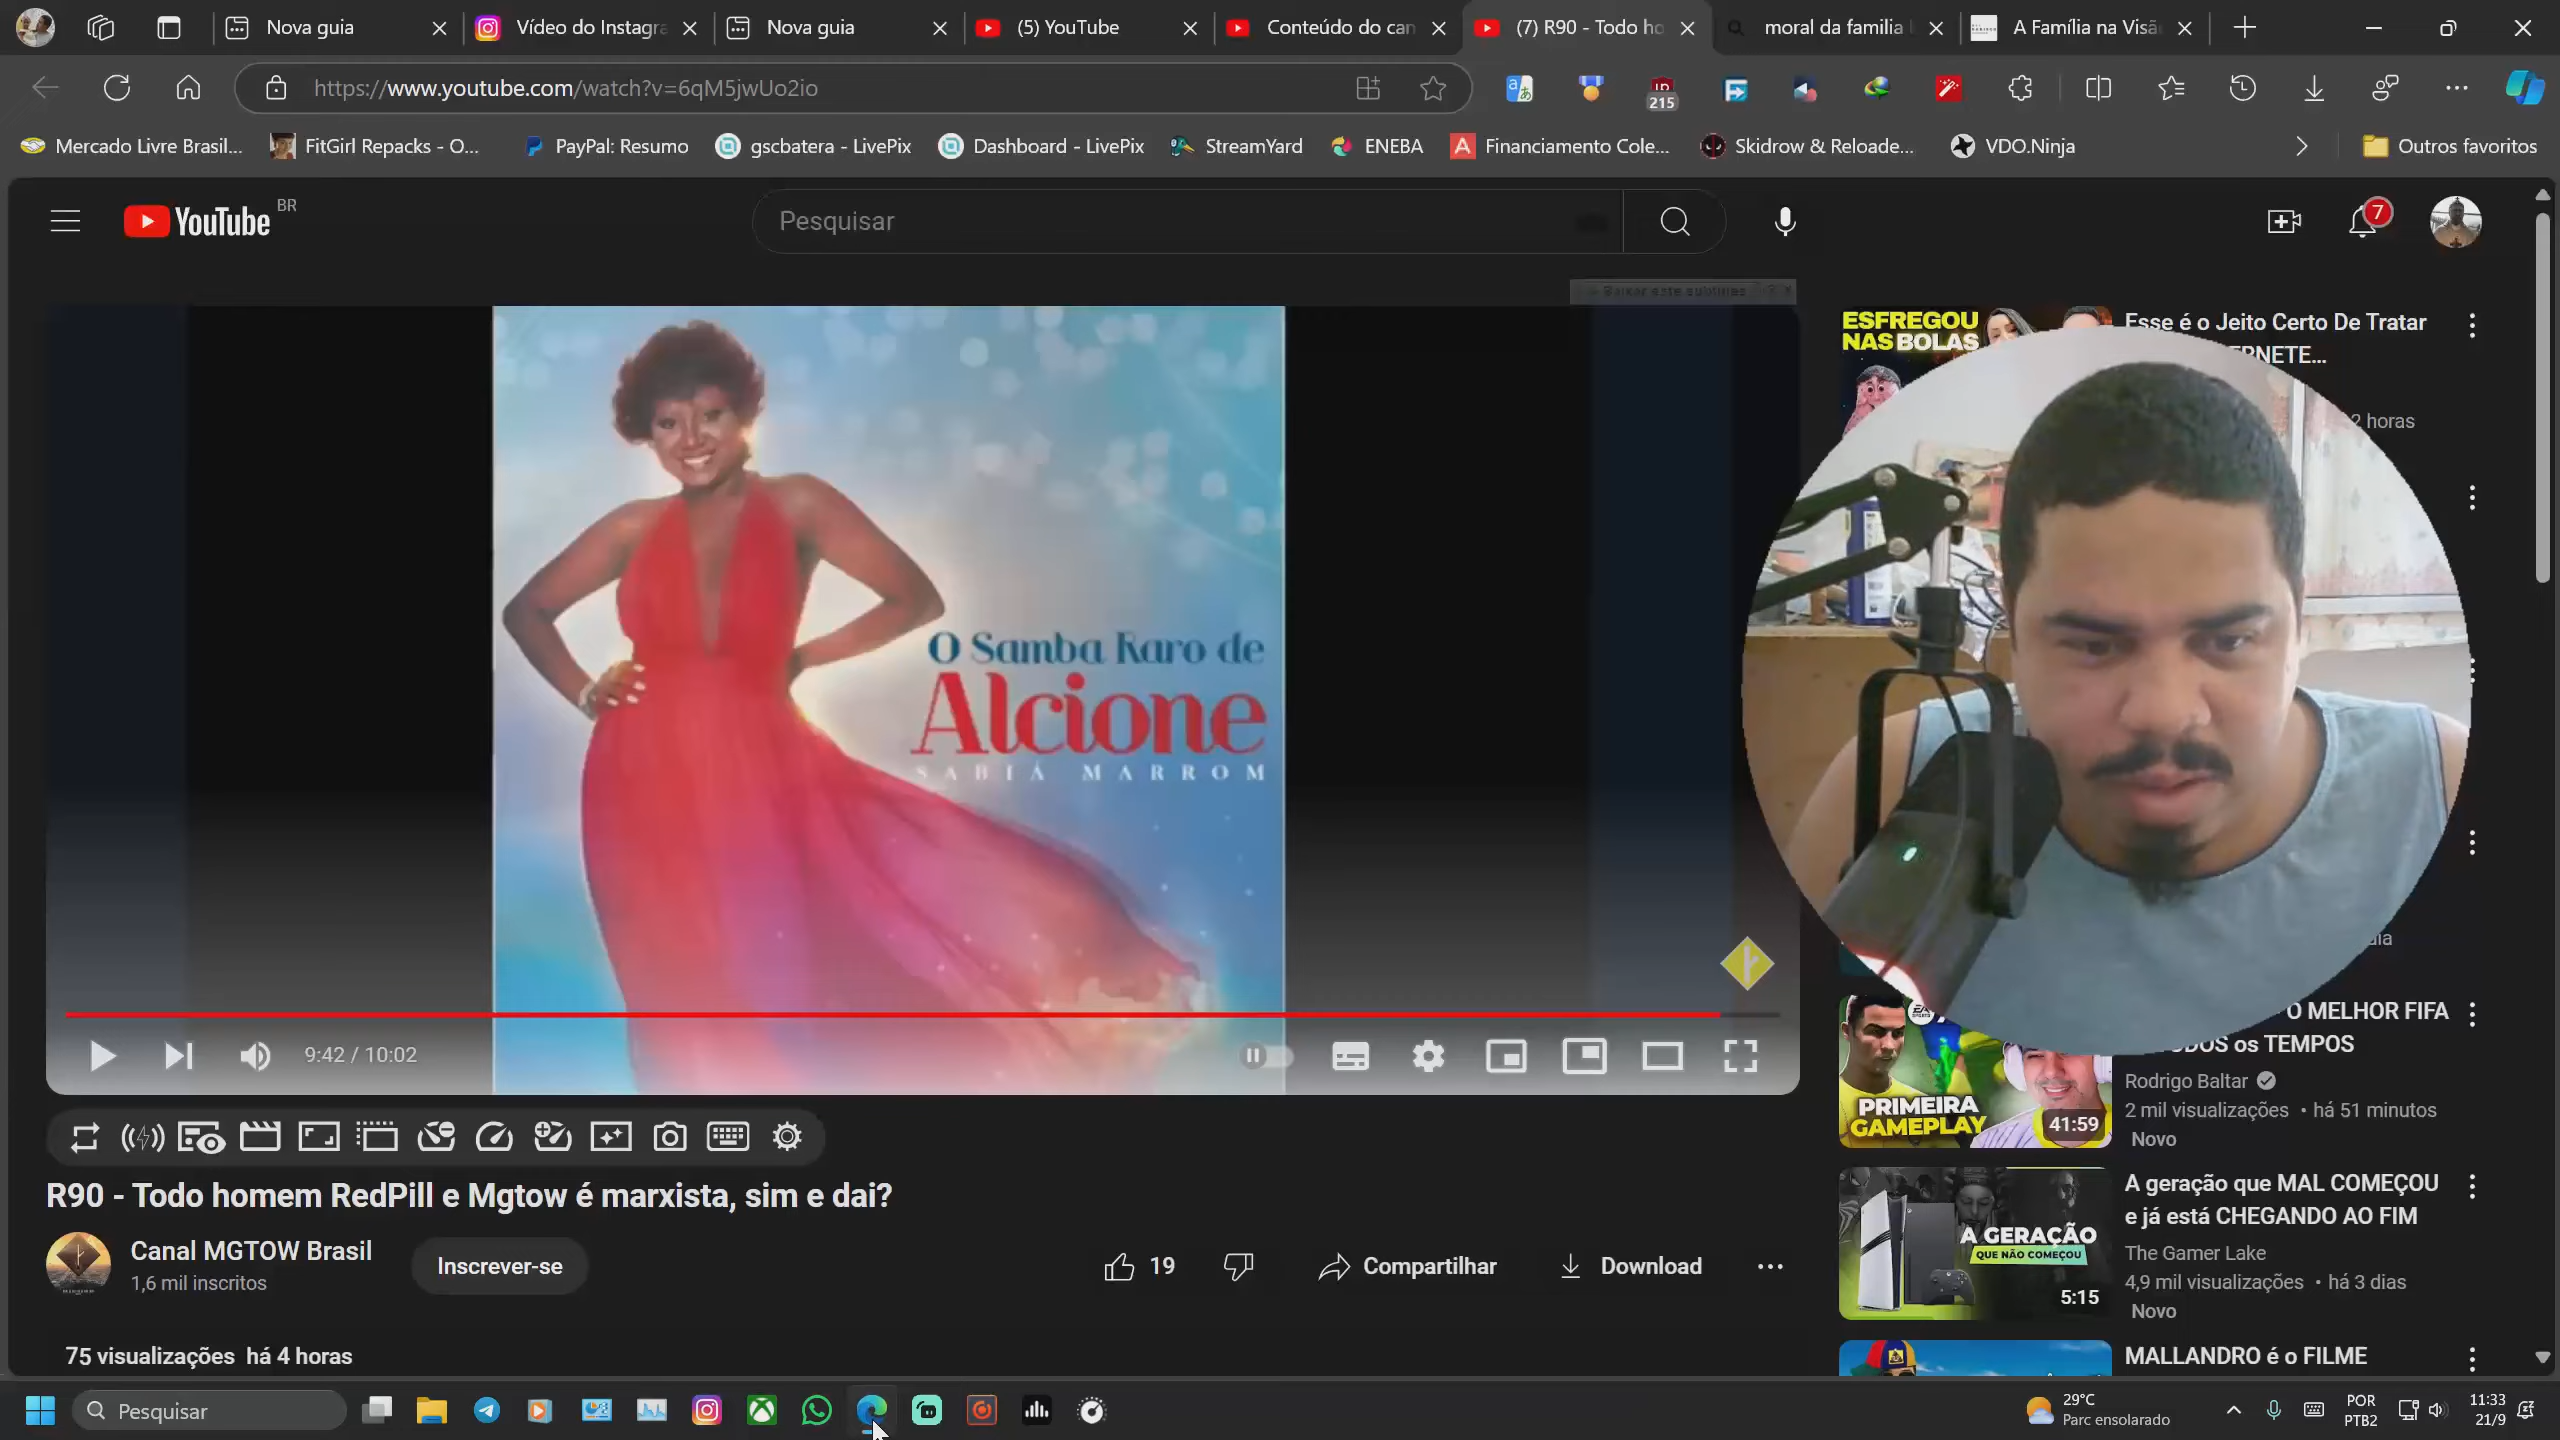 Nova guia
Vídeo do Instagra
Nova guia
(5) YouTube
Conteúdo do can
(7) R90 - Todo ho
moral da familia
A Família na Visã
https://www.youtube.com/watch?v=6qM5jwUo2io
215
Mercado Livre Brasil...
FitGirl Repacks - O...
PayPal: Resumo
gscbatera - LivePix
Dashboard - LivePix
StreamYard
ENEBA
Financiamento Cole...
Skidrow & Reloade...
VDO.Ninja
Outros favoritos
YouTube BR
Pesquisar
7
Baixar este subtitles
ESFREGOU
NAS BOLAS
Esse é o Jeito Certo De Tratar
RNETE...
2 horas
O Samba Raro de
Alcione
SABIÁ MARROM
9:42 / 10:02
O MELHOR FIFA
os TEMPOS
Rodrigo Baltar
2 mil visualizações • há 51 minutos
Novo
PRIMEIRA
GAMEPLAY
41:59
R90 - Todo homem RedPill e Mgtow é marxista, sim e dai?
Canal MGTOW Brasil
1,6 mil inscritos
Inscrever-se
19
Compartilhar
Download
75 visualizações há 4 horas
A geração que MAL COMEÇOU
e já está CHEGANDO AO FIM
The Gamer Lake
4,9 mil visualizações • há 3 dias
Novo
A GERAÇÃO
QUE NÃO COMEÇOU
5:15
MALLANDRO é o FILME
Pesquisar
29°C
Parc ensolarado
POR
PTB2
11:33
21/9